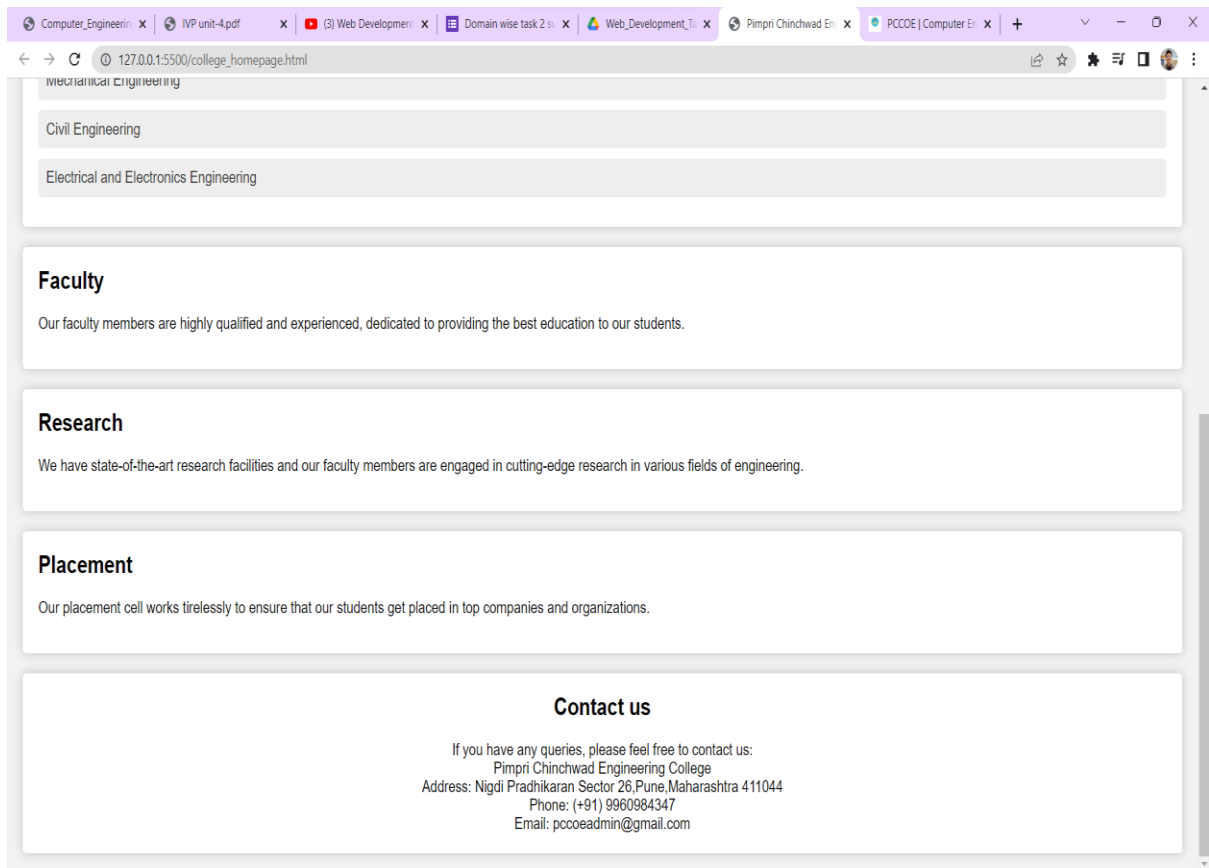 Computer_Engineerin
IVP unit-4.pdf
(3) Web Development
Domain wise task 2 su
Web_Development_Ta
Pimpri Chinchwad En
PCCOE | Computer En
127.0.0.1:5500/college_homepage.html
Mechanical Engineering
Civil Engineering
Electrical and Electronics Engineering
Faculty
Our faculty members are highly qualified and experienced, dedicated to providing the best education to our students.
Research
We have state-of-the-art research facilities and our faculty members are engaged in cutting-edge research in various fields of engineering.
Placement
Our placement cell works tirelessly to ensure that our students get placed in top companies and organizations.
Contact us
If you have any queries, please feel free to contact us:
Pimpri Chinchwad Engineering College
Address: Nigdi Pradhikaran Sector 26,Pune,Maharashtra 411044
Phone: (+91) 9960984347
Email: pccoeadmin@gmail.com